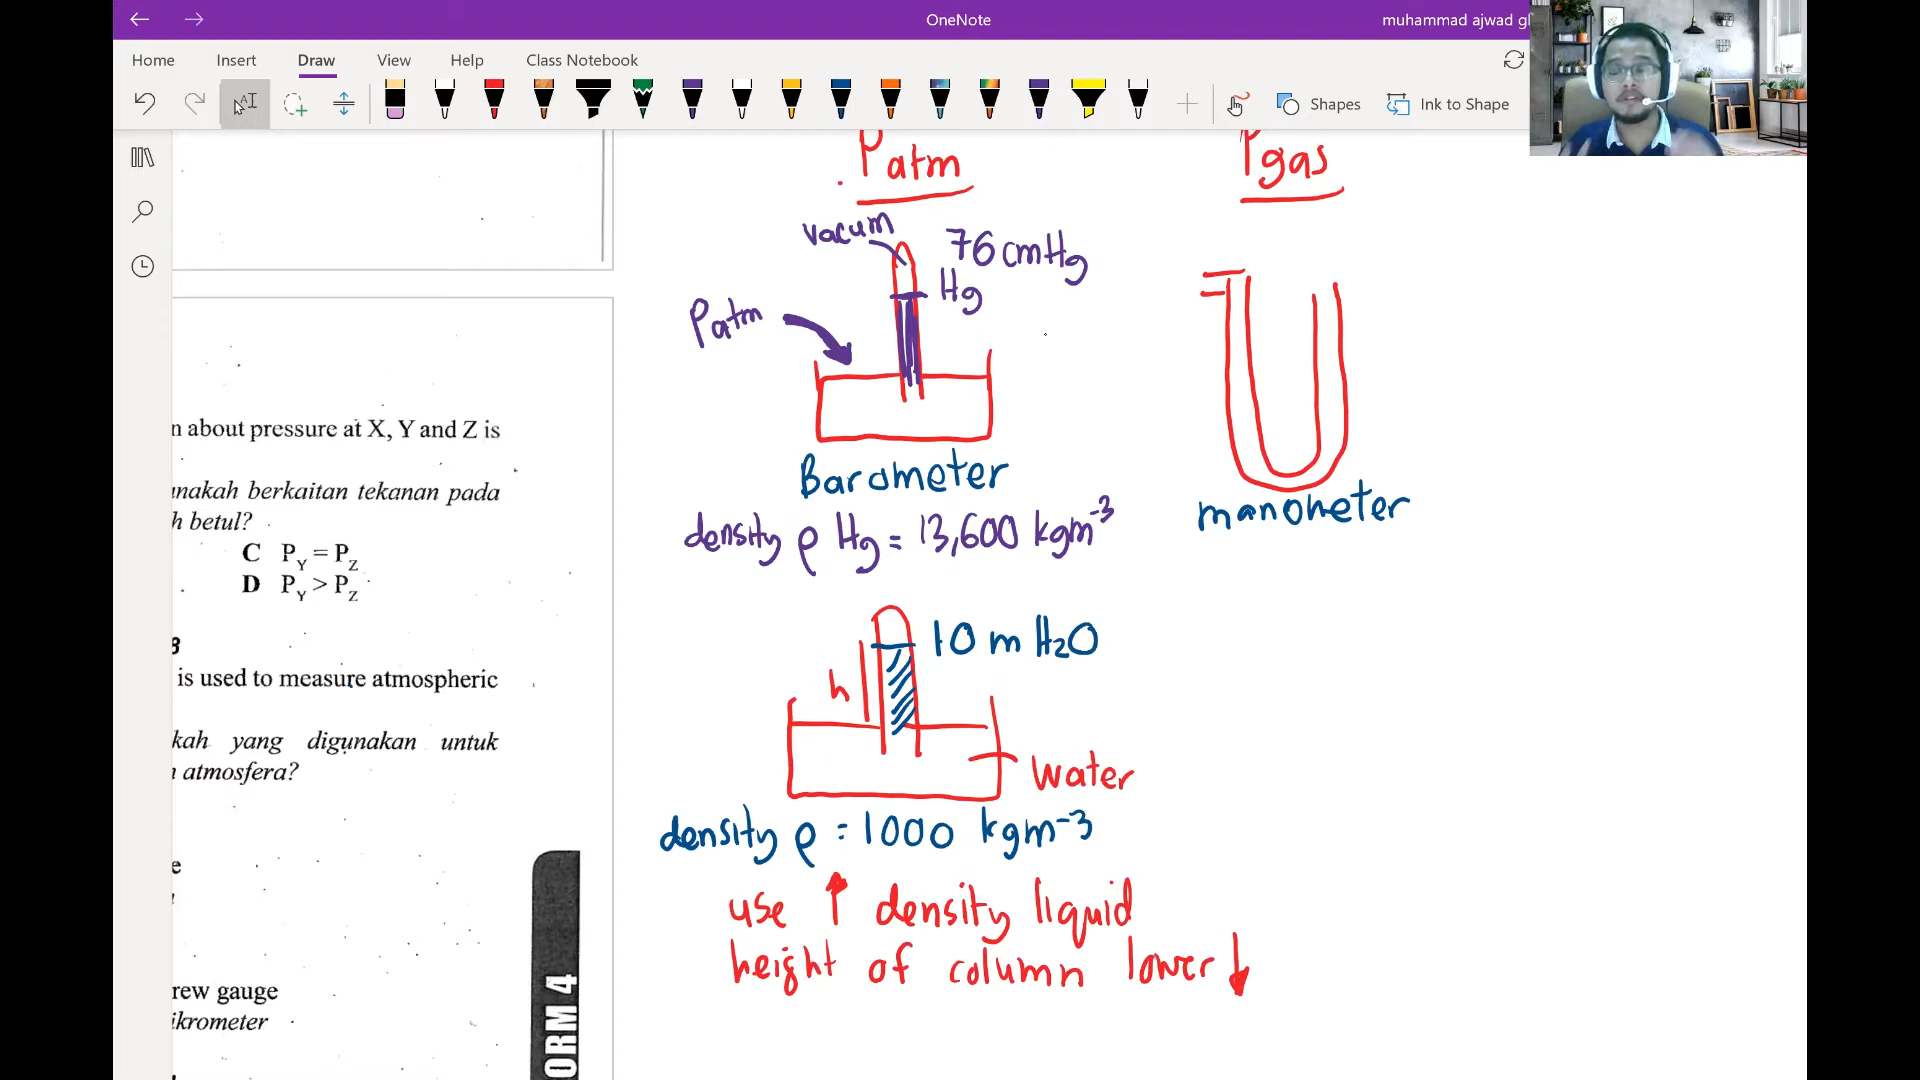 OneNote
muhammad ajwad gh
Home
Insert
Draw
View
Help
Class Notebook
Shapes
Ink to Shape
n about pressure at X, Y and Z is
nakah berkaitan tekanan pada
h betul?
C P_Y = P_Z
D P_Y > P_Z
is used to measure atmospheric
kah yang digunakan untuk
n atmosfera?
e
rew gauge
ikrometer
ORM 4
Patm
vacum
76 cmHg
Hg
Patm
Barometer
density ρ Hg = 13,600 kgm⁻³
10 m H2O
h
water
density ρ = 1000 kgm⁻³
use ↑ density liquid
height of column lower ↓
Pgas
manometer